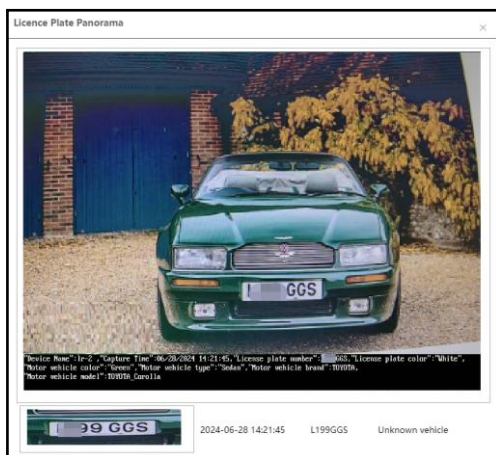 Licence Plate Panorama
×
GGS
"Device Name":lr-2 ,"Capture Time":06/28/2024 14:21:45,"License plate number": GGS,"License plate color":"White",
"Motor vehicle color":"Green","Motor vehicle type":"Sedan","Motor vehicle brand":TOYOTA,
"Motor vehicle model":TOYOTA_Corolla
99 GGS
2024-06-28 14:21:45 L199GGS Unknown vehicle